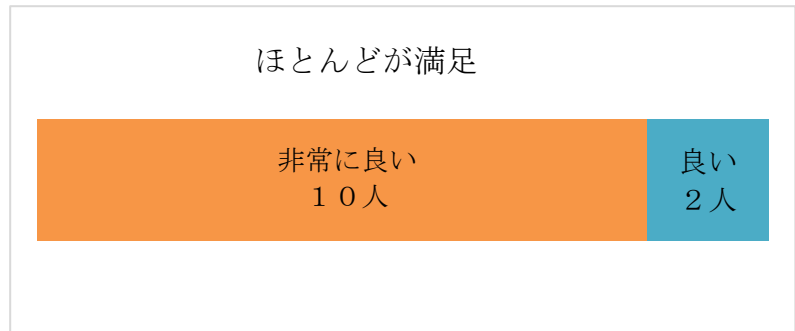 ほとんどが満足
非常に良い
１０人
良い
２人